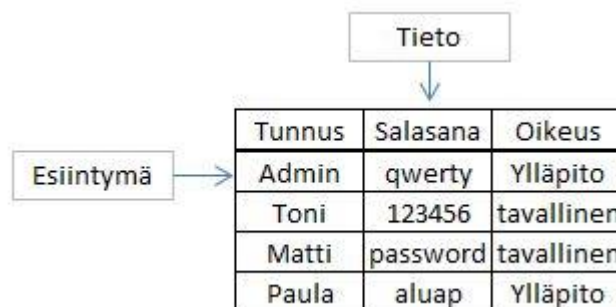 Tieto
Tunnus Salasana Oikeus
Esiintymä Admin qwerty Ylläpito
Toni 123456 tavallinen
Matti password tavallinen
Paula aluap Ylläpito